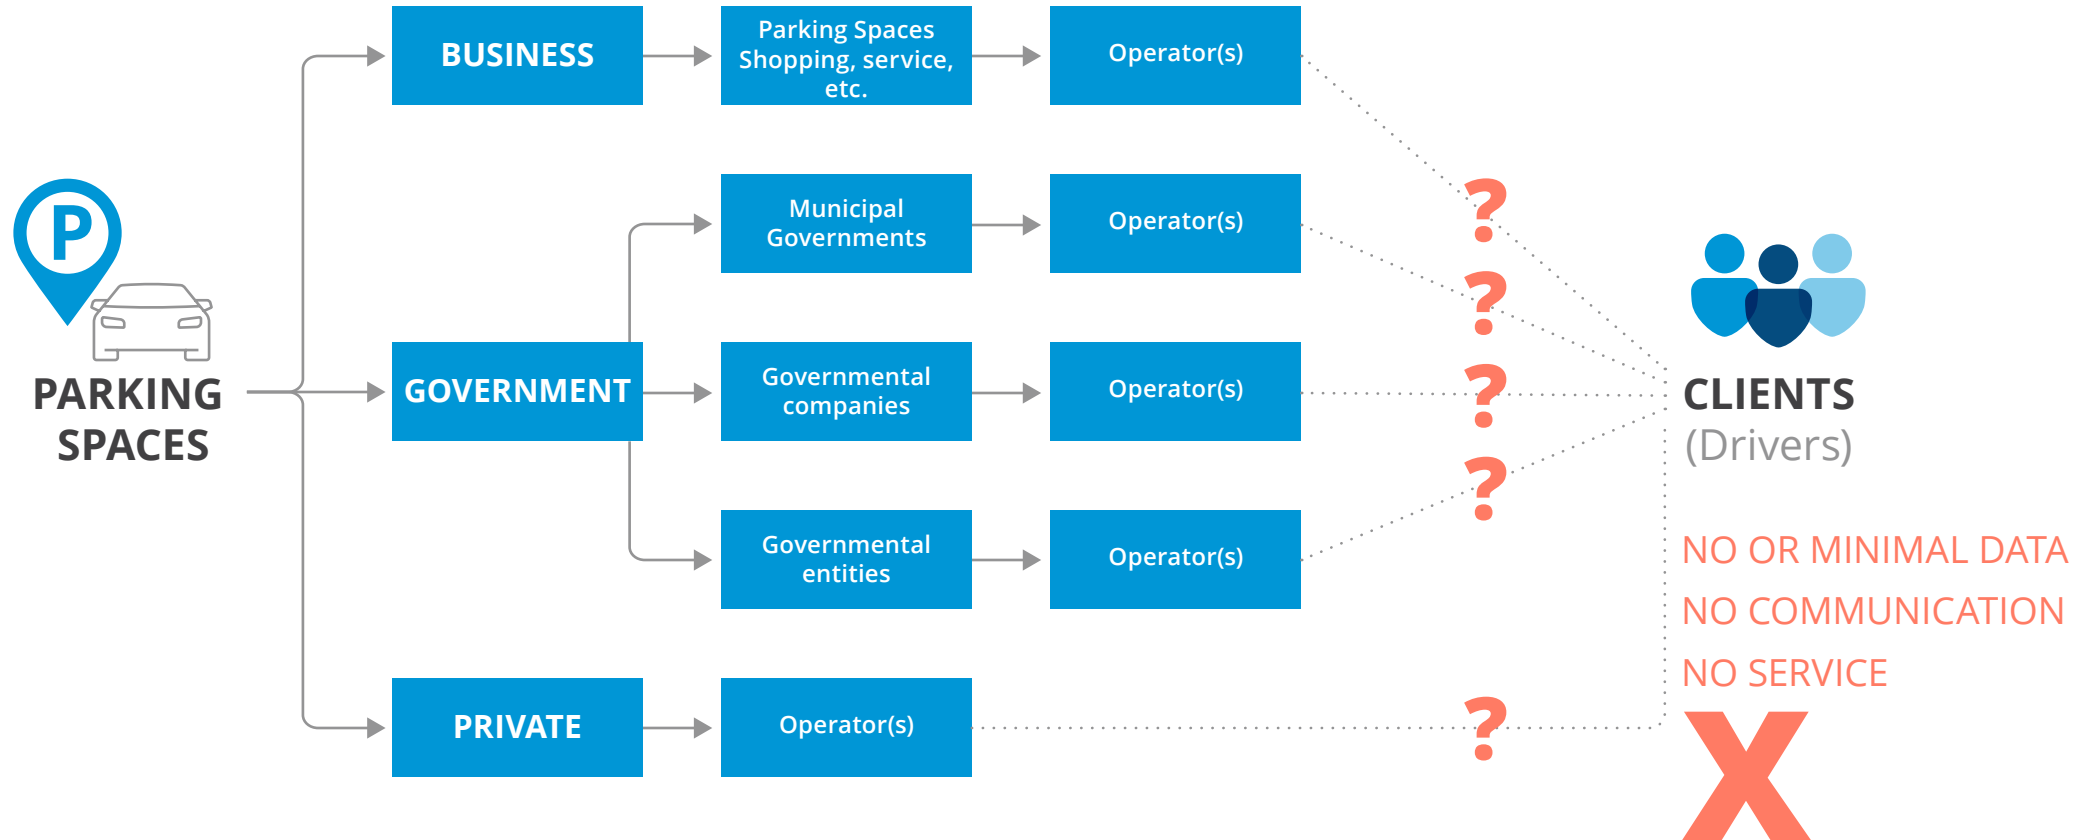 P
PARKING
SPACES
BUSINESS
Parking Spaces
Shopping, service,
etc.
Operator(s)
GOVERNMENT
Municipal
Governments
Operator(s)
Governmental
companies
Operator(s)
Governmental
entities
Operator(s)
PRIVATE
Operator(s)
?
?
?
?
?
CLIENTS
(Drivers)
NO OR MINIMAL DATA
NO COMMUNICATION
NO SERVICE
X